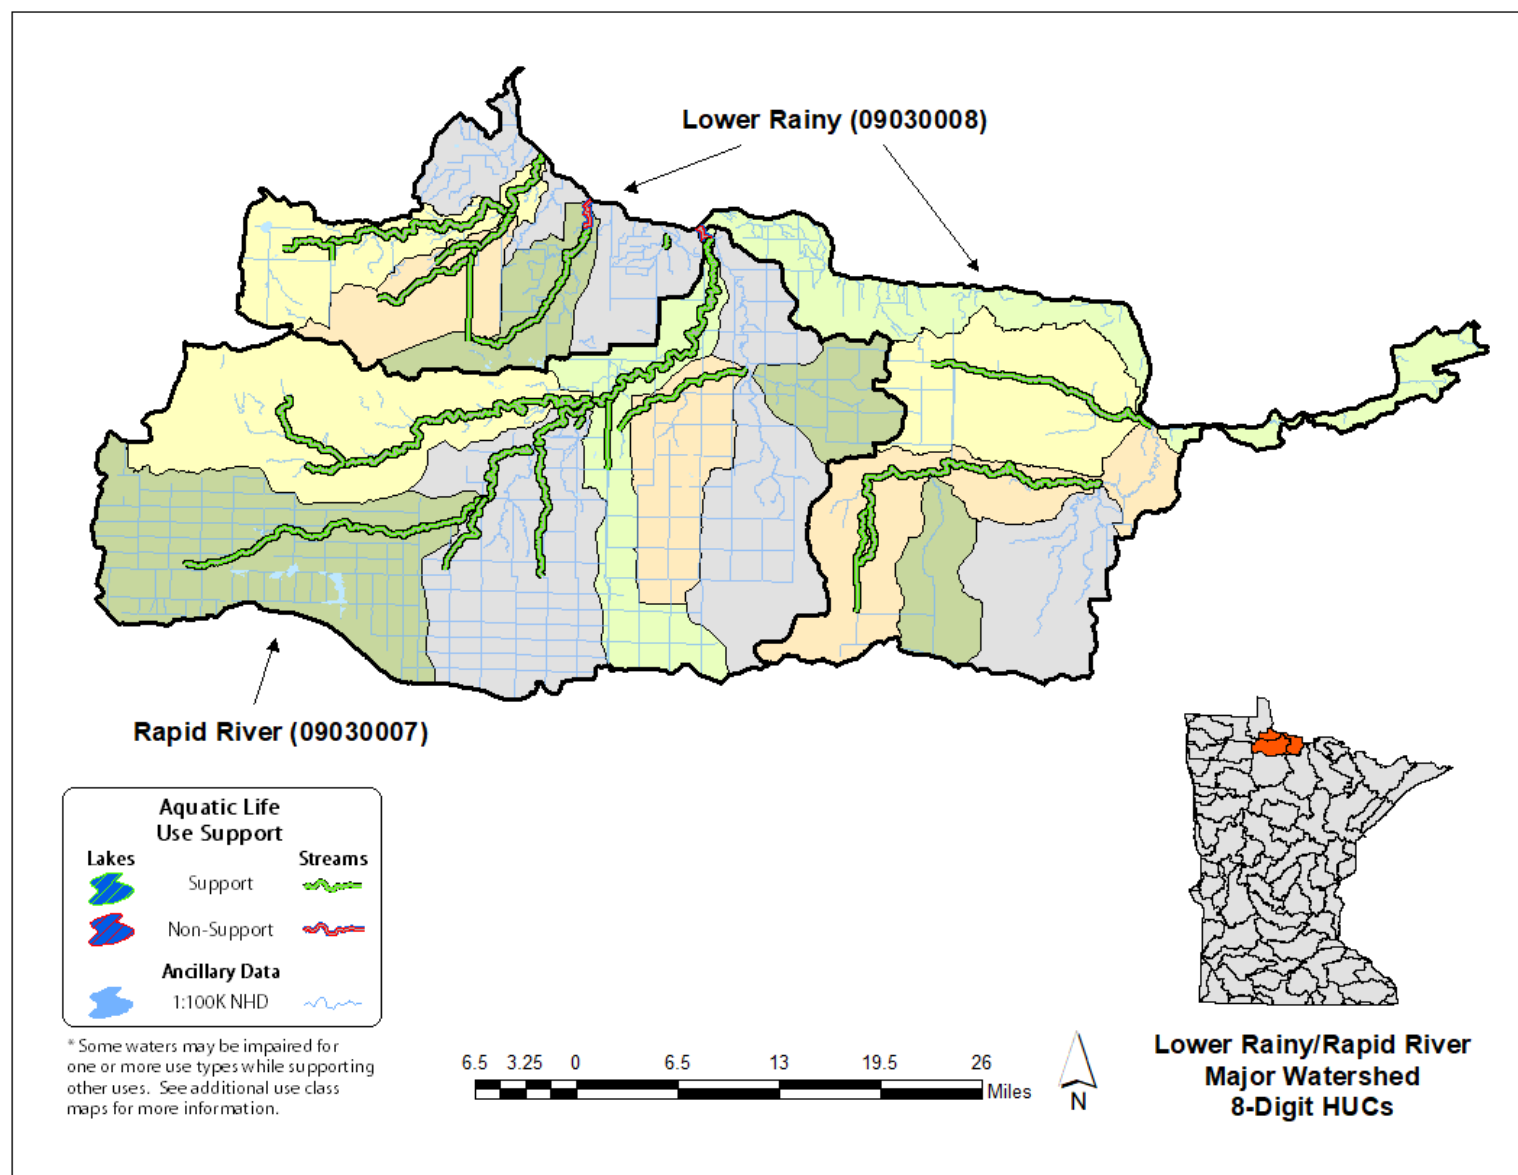 Lower Rainy (09030008)
Rapid River (09030007)
Aquatic Life
Use Support
Lakes Streams
Support
Non-Support
Ancillary Data
1:100K NHD
* Some waters may be impaired for
one or more use types while supporting
other uses. See additional use class
maps for more information.
6.5 3.25 0 6.5 13 19.5 26
Miles
N
Lower Rainy/Rapid River
Major Watershed
8-Digit HUCs